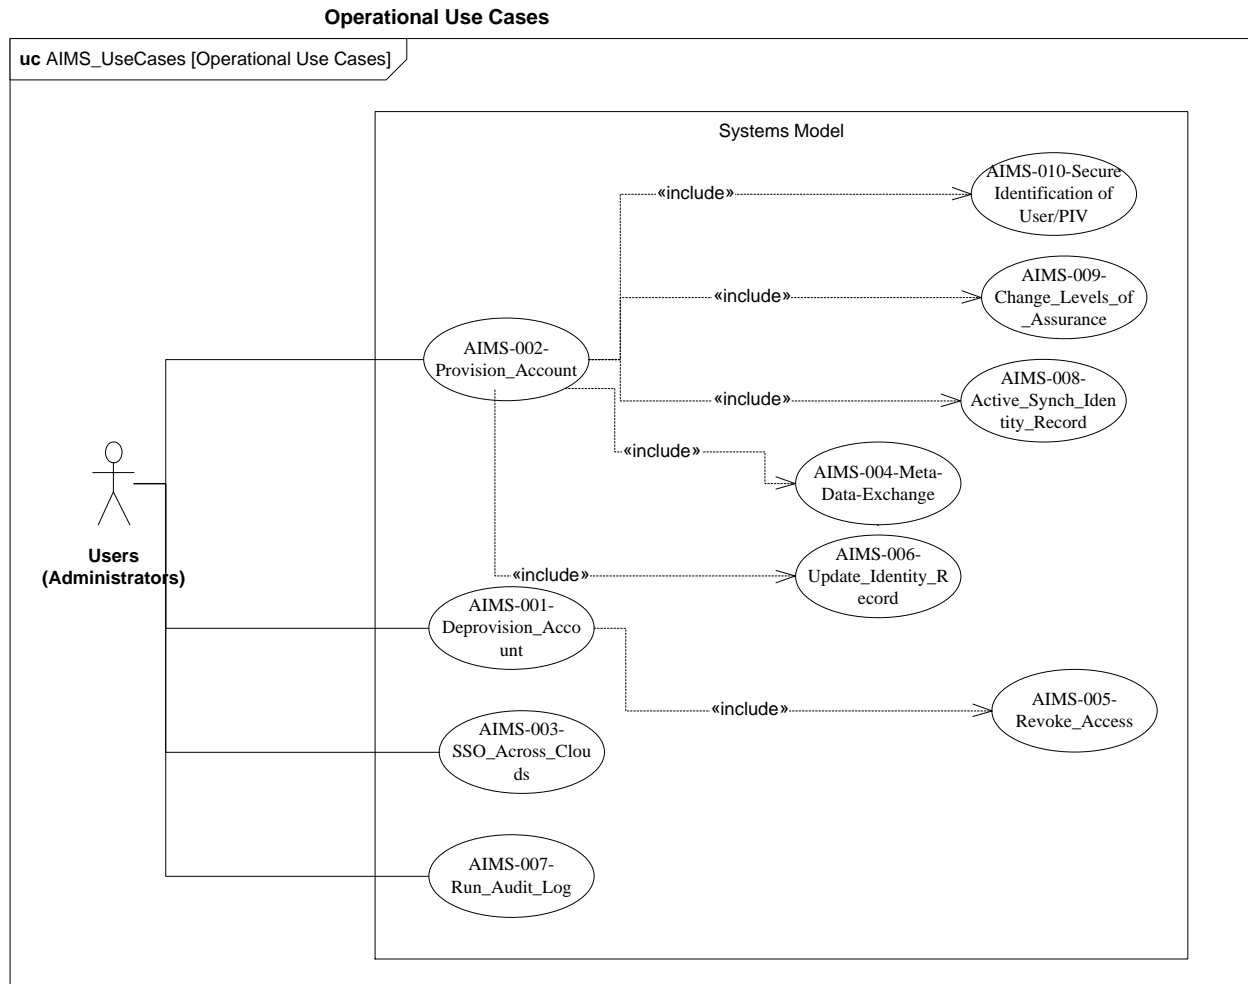 Operational Use Cases
uc AIMS_UseCases [Operational Use Cases]
Systems Model
AIMS-010-Secure
Identification of
User/PIV
«include»
AIMS-009-
Change_Levels_of
_Assurance
«include»
AIMS-002-
Provision_Account
AIMS-008-
Active_Synch_Iden
tity_Record
«include»
«include»
AIMS-004-Meta-
Data-Exchange
Users
(Administrators)
AIMS-006-
Update_Identity_R
ecord
«include»
AIMS-001-
Deprovision_Acco
unt
AIMS-005-
Revoke_Access
«include»
AIMS-003-
SSO_Across_Clou
ds
AIMS-007-
Run_Audit_Log